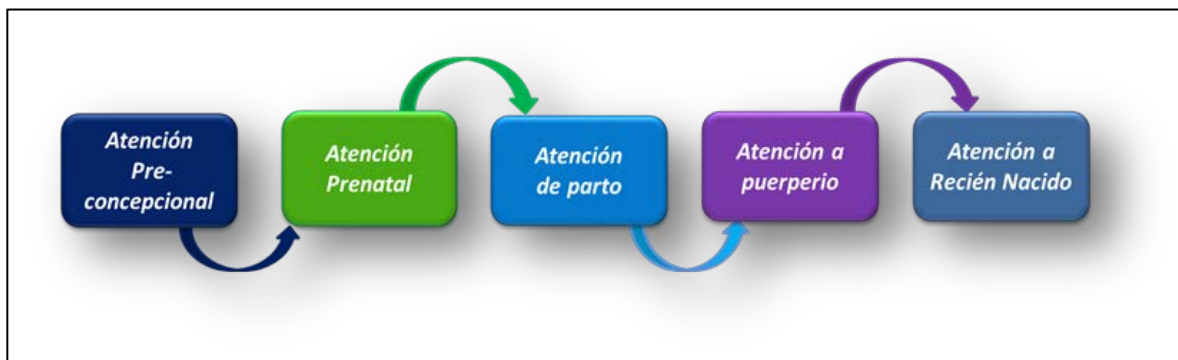 Atención
Pre-
concepcional
Atención
Prenatal
Atención
de parto
Atención a
puerperio
Atención a
Recién Nacido